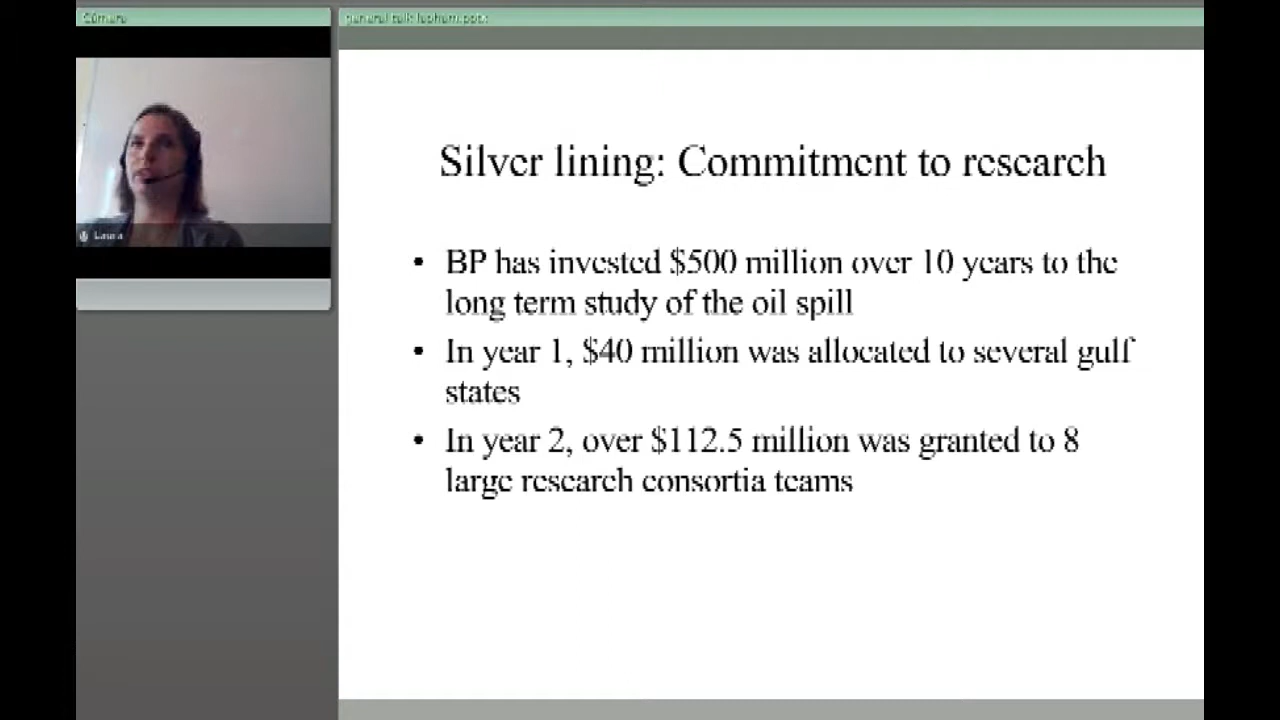 Laura
Silver lining: Commitment to research
• BP has invested $500 million over 10 years to the
long term study of the oil spill
• In year 1, $40 million was allocated to several gulf
states
• In year 2, over $112.5 million was granted to 8
large research consortia teams